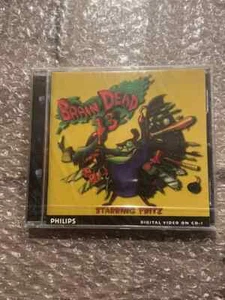 BRAIN DEAD
13
STARRING FRITZ
PHILIPS
DIGITAL VIDEO ON CD-i